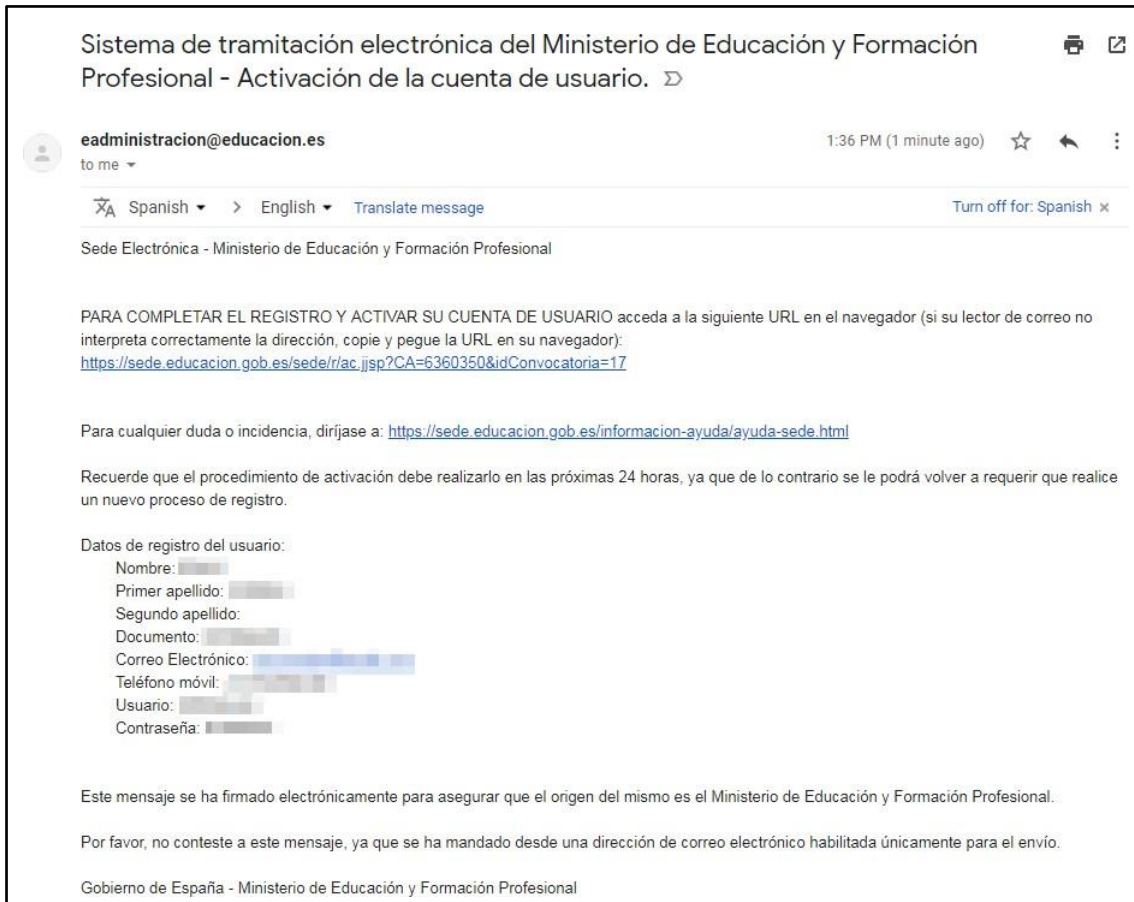 Sistema de tramitación electrónica del Ministerio de Educación y Formación
Profesional - Activación de la cuenta de usuario.
eadministracion@educacion.es
1:36 PM (1 minute ago)
to me
Spanish > English Translate message
Turn off for: Spanish ×
Sede Electrónica - Ministerio de Educación y Formación Profesional
PARA COMPLETAR EL REGISTRO Y ACTIVAR SU CUENTA DE USUARIO acceda a la siguiente URL en el navegador (si su lector de correo no
interpreta correctamente la dirección, copie y pegue la URL en su navegador):
https://sede.educacion.gob.es/sede/r/ac.jjsp?CA=6360350&idConvocatoria=17
Para cualquier duda o incidencia, diríjase a: https://sede.educacion.gob.es/informacion-ayuda/ayuda-sede.html
Recuerde que el procedimiento de activación debe realizarlo en las próximas 24 horas, ya que de lo contrario se le podrá volver a requerir que realice
un nuevo proceso de registro.
Datos de registro del usuario:
Nombre:
Primer apellido:
Segundo apellido:
Documento:
Correo Electrónico:
Teléfono móvil:
Usuario:
Contraseña:
Este mensaje se ha firmado electrónicamente para asegurar que el origen del mismo es el Ministerio de Educación y Formación Profesional.
Por favor, no conteste a este mensaje, ya que se ha mandado desde una dirección de correo electrónico habilitada únicamente para el envío.
Gobierno de España - Ministerio de Educación y Formación Profesional